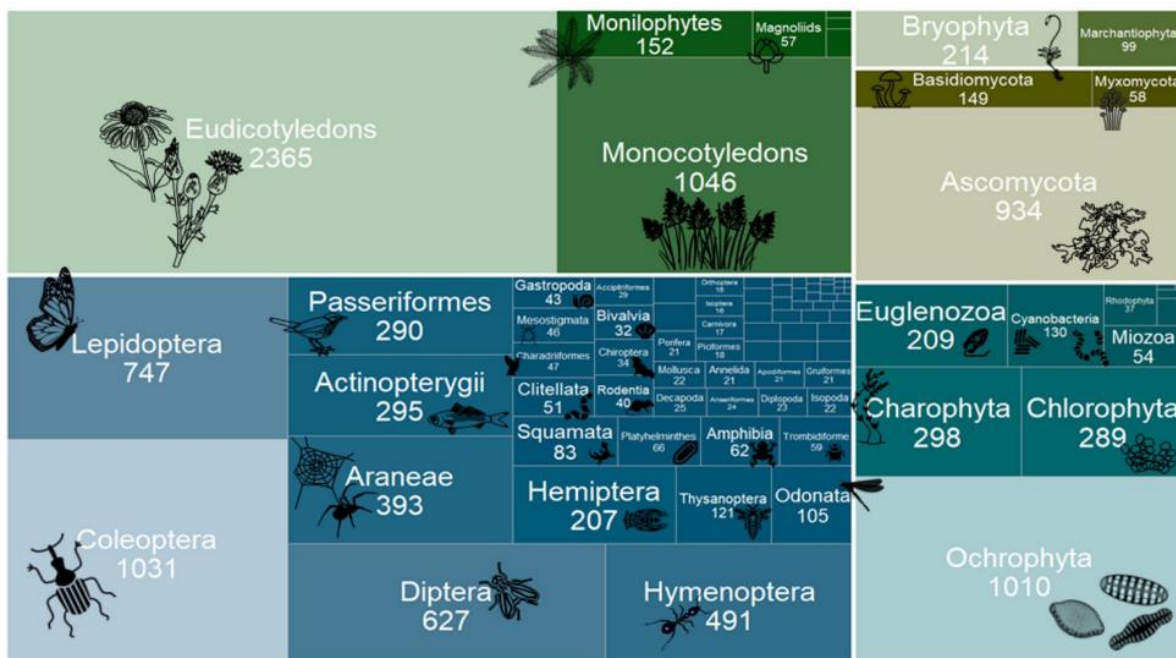 Eudicotyledons
2365
Monilophytes
152
Magnoliids
57
Monocotyledons
1046
Bryophyta
214
Marchantiophyta
99
Basidiomycota
149
Myxomycota
58
Ascomycota
934
Lepidoptera
747
Coleoptera
1031
Passeriformes
290
Actinopterygii
295
Araneae
393
Diptera
627
Hymenoptera
491
Gastropoda
43
Accipitriformes
29
Mesostigmata
46
Bivalvia
32
Charadriiformes
47
Chiroptera
34
Clitellata
51
Rodentia
40
Orthoptera
18
Isoptera
18
Carnivora
17
Porifera
21
Piciformes
18
Mollusca
22
Annelida
21
Apodiformes
21
Gruiformes
21
Decapoda
25
Anseriformes
24
Diplopoda
23
Isopoda
22
Squamata
83
Platyhelminthes
66
Amphibia
62
Trombidiforme
59
Hemiptera
207
Thysanoptera
121
Odonata
105
Euglenozoa
209
Cyanobacteria
130
Rhodophyta
37
Miozoa
54
Charophyta
298
Chlorophyta
289
Ochrophyta
1010